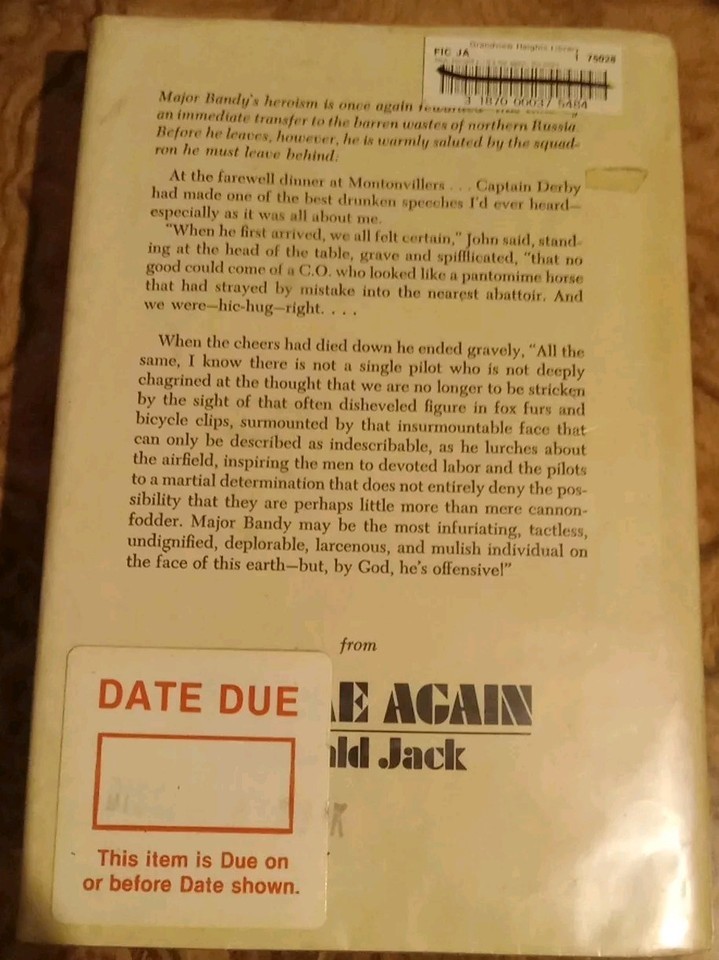 Grandview Heights Library
FIC JA
1 75028
3 1870 00037 5484
Major Bandy's heroism is once again
an immediate transfer to the barren wastes of northern Russia.
Before he leaves, however, he is warmly saluted by the squad-
ron he must leave behind:
At the farewell dinner at Montonvillers . . . Captain Derby
had made one of the best drunken speeches I'd ever heard—
especially as it was all about me.
"When he first arrived, we all felt certain," John said, stand-
ing at the head of the table, grave and spifflicated, "that no
good could come of a C.O. who looked like a pantomime horse
that had strayed by mistake into the nearest abattoir. And
we were—hic-hug—right. . . .
When the cheers had died down he ended gravely, "All the
same, I know there is not a single pilot who is not deeply
chagrined at the thought that we are no longer to be stricken
by the sight of that often disheveled figure in fox furs and
bicycle clips, surmounted by that insurmountable face that
can only be described as indescribable, as he lurches about
the airfield, inspiring the men to devoted labor and the pilots
to a martial determination that does not entirely deny the pos-
sibility that they are perhaps little more than mere cannon-
fodder. Major Bandy may be the most infuriating, tactless,
undignified, deplorable, larcenous, and mulish individual on
the face of this earth—but, by God, he's offensive!"
from
E AGAIN
ld Jack
DATE DUE
This item is Due on
or before Date shown.